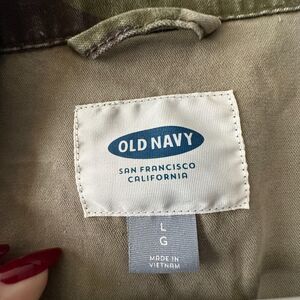 OLD NAVY
SAN FRANCISCO
CALIFORNIA
L
G
MADE IN
VIETNAM